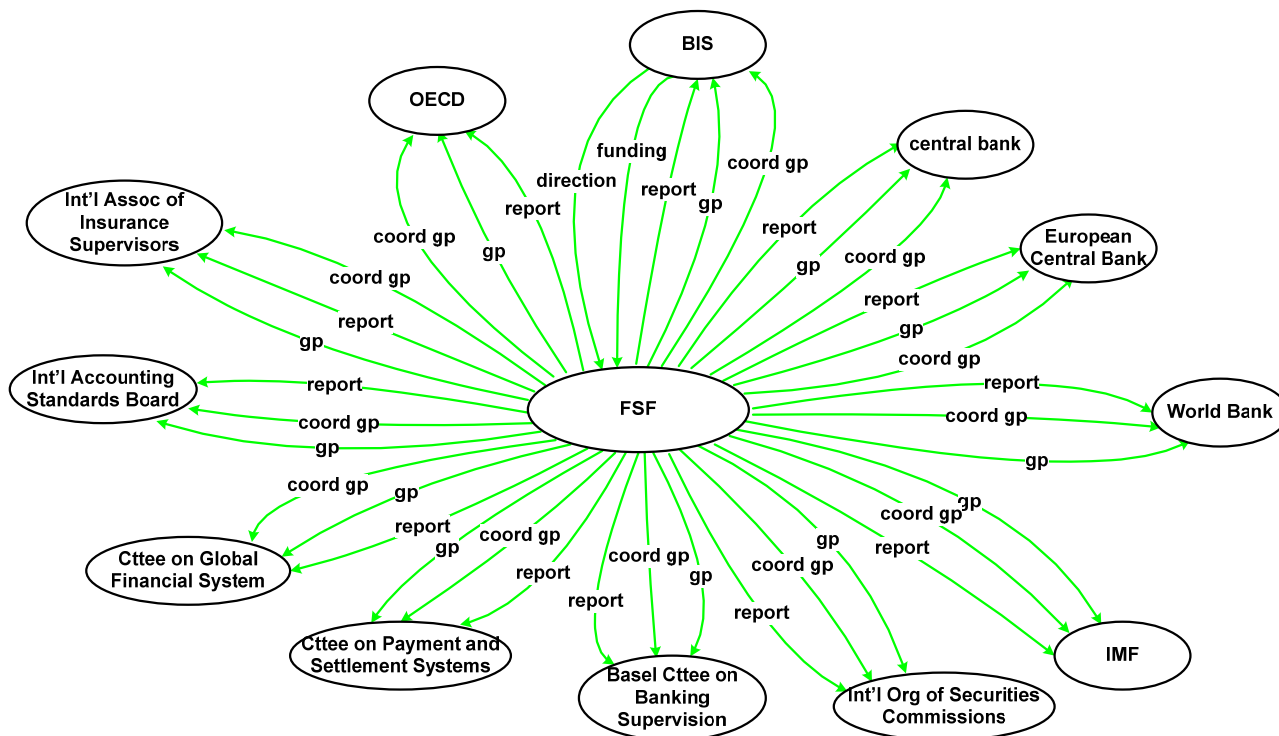 BIS
OECD
central bank
funding
coord gp
direction
report
Int'l Assoc of
Insurance
Supervisors
report
gp
report
European
Central Bank
coord gp
gp
coord gp
gp
coord gp
report
report
gp
gp
coord gp
Int'l Accounting
Standards Board
report
report
FSF
World Bank
coord gp
coord gp
gp
gp
coord gp
gp
gp
coord gp
report
gp
coord gp
gp
report
coord gp
coord gp
gp
Cttee on Global
Financial System
report
report
report
Cttee on Payment and
Settlement Systems
IMF
Basel Cttee on
Banking
Supervision
Int'l Org of Securities
Commissions